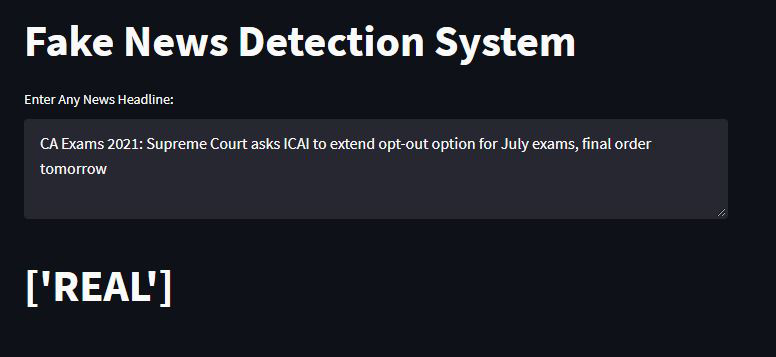 Fake News Detection System
Enter Any News Headline:
CA Exams 2021: Supreme Court asks ICAI to extend opt-out option for July exams, final order
tomorrow
['REAL']